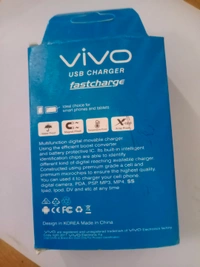 VIVO
USB CHARGER
fastcharge
Ideal choice for
smart phones and tablets
Multifunction digital movable charger.
Using the efficient boost converter
and battery protective IC. Its built-in intelligent
identification chips are able to identify
different kind of digital reaching available charger.
Constructed using premium grade a cell and
premium microchips to ensure the highest quality
You can used it to charger your cell phone,
digital camera, PDA, PSP, MP3, MP4,
Ipad, Ipod, DV and etc at any time
Design in KOREA Made in China
VIVO